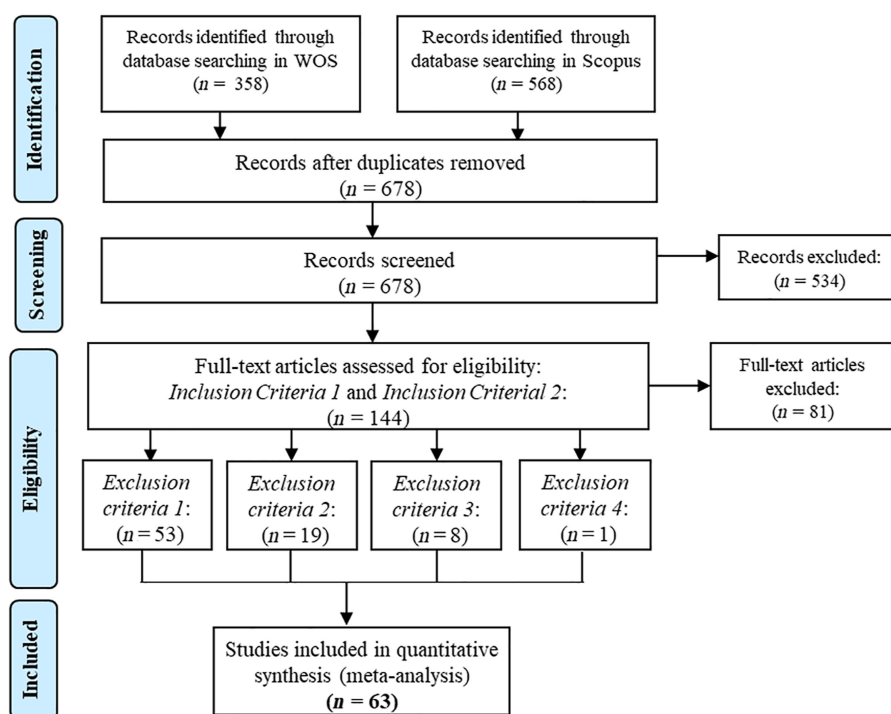 Identification
Records identified through
database searching in WOS
(n = 358)
Records identified through
database searching in Scopus
(n = 568)
Records after duplicates removed
(n = 678)
Screening
Records screened
(n = 678)
Records excluded:
(n = 534)
Eligibility
Full-text articles assessed for eligibility:
Inclusion Criteria 1 and Inclusion Criterial 2:
(n = 144)
Full-text articles
excluded:
(n = 81)
Exclusion
criteria 1:
(n = 53)
Exclusion
criteria 2:
(n = 19)
Exclusion
criteria 3:
(n = 8)
Exclusion
criteria 4:
(n = 1)
Included
Studies included in quantitative
synthesis (meta-analysis)
(n = 63)